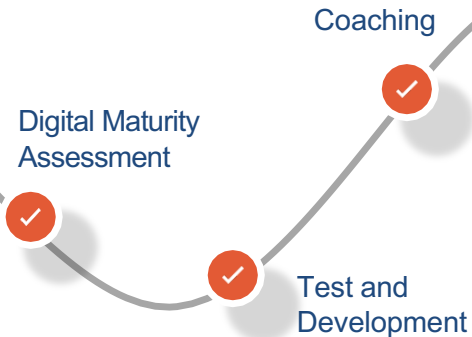 Coaching
Digital Maturity
Assessment
Test and
Development